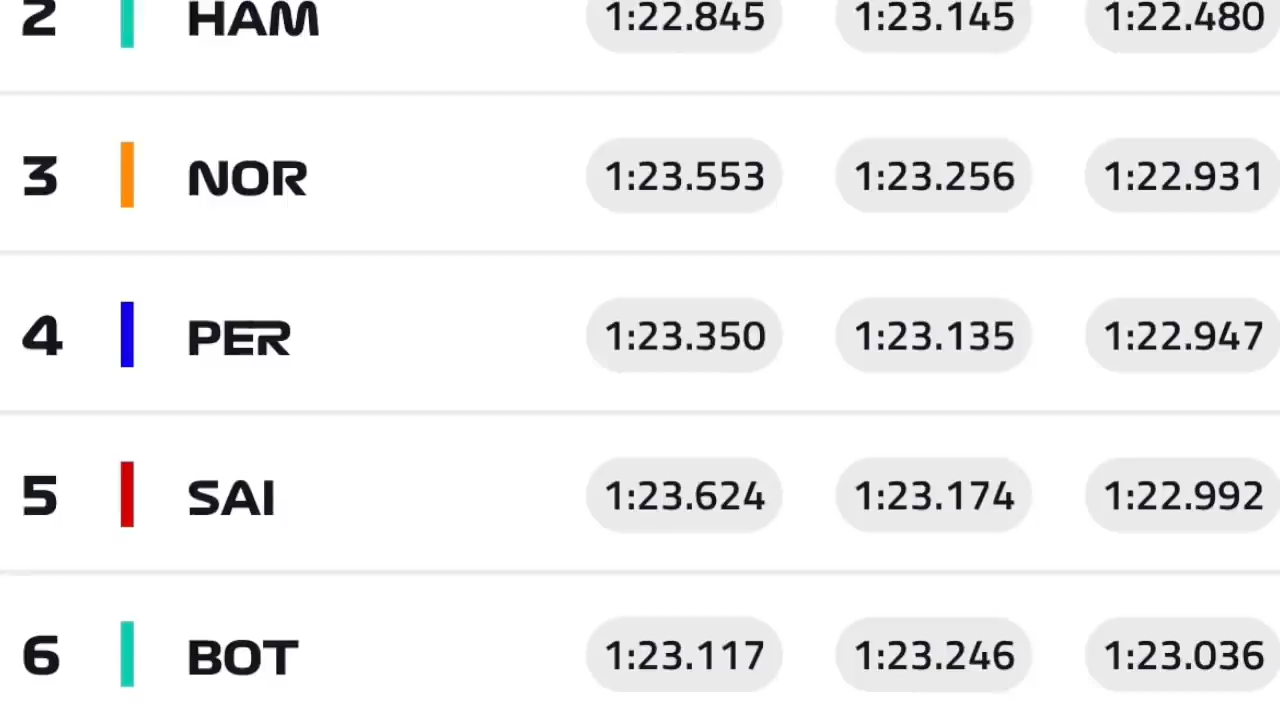 2 HAM 1:22.845 1:23.145 1:22.480
3 NOR 1:23.553 1:23.256 1:22.931
4 PER 1:23.350 1:23.135 1:22.947
5 SAI 1:23.624 1:23.174 1:22.992
6 BOT 1:23.117 1:23.246 1:23.036